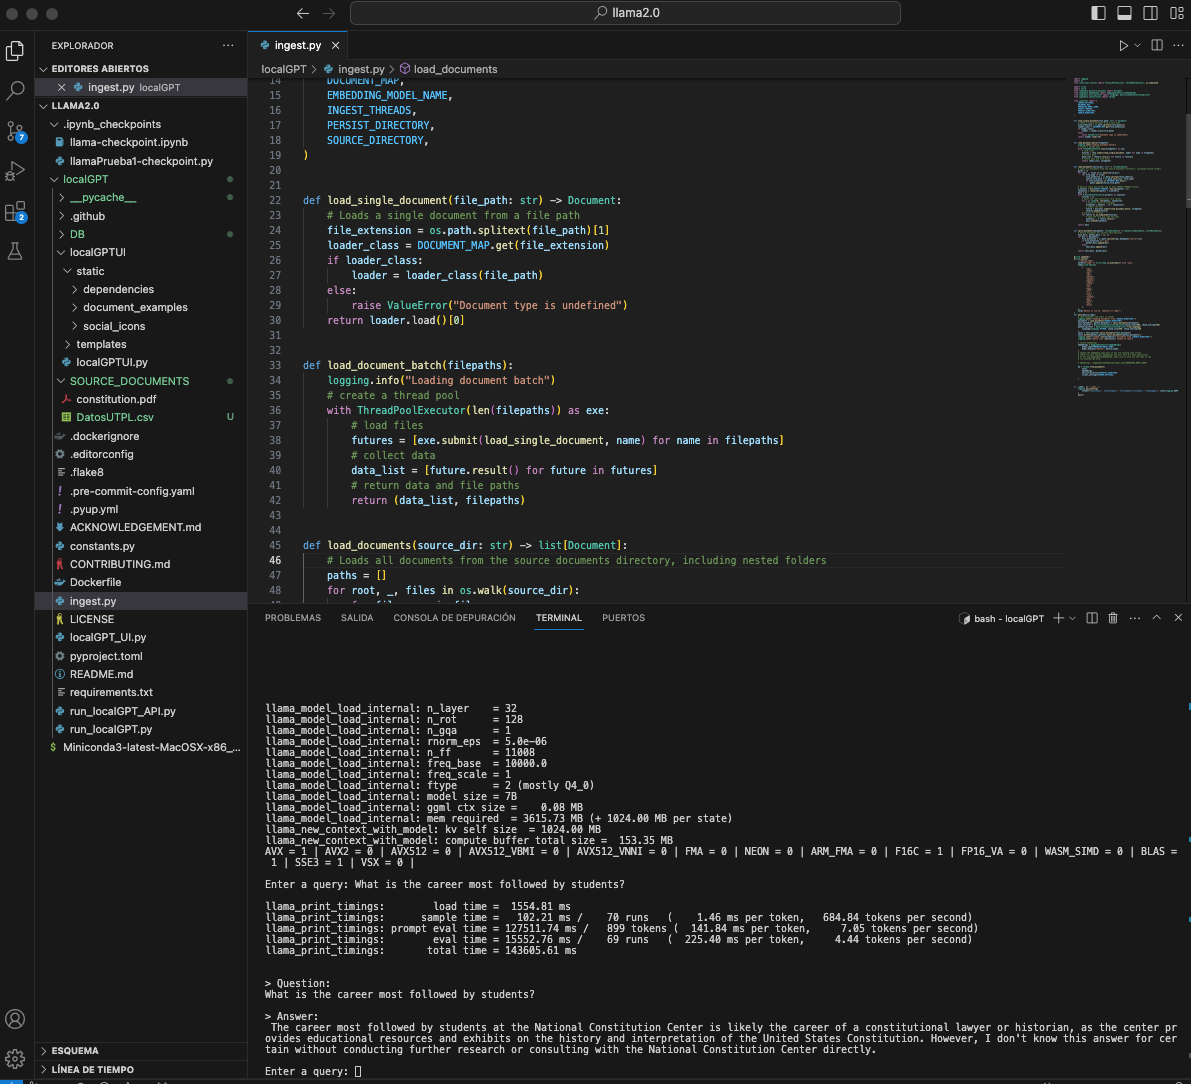 llama2.0
EXPLORADOR
EDITORES ABIERTOS
ingest.py localGPT
LLAMA2.0
.ipynb_checkpoints
llama-checkpoint.ipynb
llamaPrueba1-checkpoint.py
localGPT
__pycache__
.github
DB
localGPTUI
static
dependencies
document_examples
social_icons
templates
localGPTUI.py
SOURCE_DOCUMENTS
constitution.pdf
DatosUTPL.csv U
.dockerignore
.editorconfig
.flake8
.pre-commit-config.yaml
.pyup.yml
ACKNOWLEDGEMENT.md
constants.py
CONTRIBUTING.md
Dockerfile
ingest.py
LICENSE
localGPT_UI.py
pyproject.toml
README.md
requirements.txt
run_localGPT_API.py
run_localGPT.py
Miniconda3-latest-MacOSX-x86_...
ESQUEMA
LÍNEA DE TIEMPO
7
2
ingest.py
localGPT > ingest.py > load_documents
14 DOCUMENT_MAP,
15 EMBEDDING_MODEL_NAME,
16 INGEST_THREADS,
17 PERSIST_DIRECTORY,
18 SOURCE_DIRECTORY,
19 )
20
21
22 def load_single_document(file_path: str) -> Document:
23 # Loads a single document from a file path
24 file_extension = os.path.splitext(file_path)[1]
25 loader_class = DOCUMENT_MAP.get(file_extension)
26 if loader_class:
27 loader = loader_class(file_path)
28 else:
29 raise ValueError("Document type is undefined")
30 return loader.load()[0]
31
32
33 def load_document_batch(filepaths):
34 logging.info("Loading document batch")
35 # create a thread pool
36 with ThreadPoolExecutor(len(filepaths)) as exe:
37 # load files
38 futures = [exe.submit(load_single_document, name) for name in filepaths]
39 # collect data
40 data_list = [future.result() for future in futures]
41 # return data and file paths
42 return (data_list, filepaths)
43
44
45 def load_documents(source_dir: str) -> list[Document]:
46 # Loads all documents from the source documents directory, including nested folders
47 paths = []
48 for root, _, files in os.walk(source_dir):
PROBLEMAS SALIDA CONSOLA DE DEPURACIÓN TERMINAL PUERTOS
bash - localGPT
llama_model_load_internal: n_layer = 32
llama_model_load_internal: n_rot = 128
llama_model_load_internal: n_gqa = 1
llama_model_load_internal: rnorm_eps = 5.0e-06
llama_model_load_internal: n_ff = 11008
llama_model_load_internal: freq_base = 10000.0
llama_model_load_internal: freq_scale = 1
llama_model_load_internal: ftype = 2 (mostly Q4_0)
llama_model_load_internal: model size = 7B
llama_model_load_internal: ggml ctx size = 0.08 MB
llama_model_load_internal: mem required = 3615.73 MB (+ 1024.00 MB per state)
llama_new_context_with_model: kv self size = 1024.00 MB
llama_new_context_with_model: compute buffer total size = 153.35 MB
AVX = 1 | AVX2 = 0 | AVX512 = 0 | AVX512_VBMI = 0 | AVX512_VNNI = 0 | FMA = 0 | NEON = 0 | ARM_FMA = 0 | F16C = 1 | FP16_VA = 0 | WASM_SIMD = 0 | BLAS =
1 | SSE3 = 1 | VSX = 0 |
Enter a query: What is the career most followed by students?
llama_print_timings: load time = 1554.81 ms
llama_print_timings: sample time = 102.21 ms / 70 runs ( 1.46 ms per token, 684.84 tokens per second)
llama_print_timings: prompt eval time = 127511.74 ms / 899 tokens ( 141.84 ms per token, 7.05 tokens per second)
llama_print_timings: eval time = 15552.76 ms / 69 runs ( 225.40 ms per token, 4.44 tokens per second)
llama_print_timings: total time = 143605.61 ms
> Question:
What is the career most followed by students?
> Answer:
The career most followed by students at the National Constitution Center is likely the career of a constitutional lawyer or historian, as the center pr
ovides educational resources and exhibits on the history and interpretation of the United States Constitution. However, I don't know this answer for cer
tain without conducting further research or consulting with the National Constitution Center directly.
Enter a query: